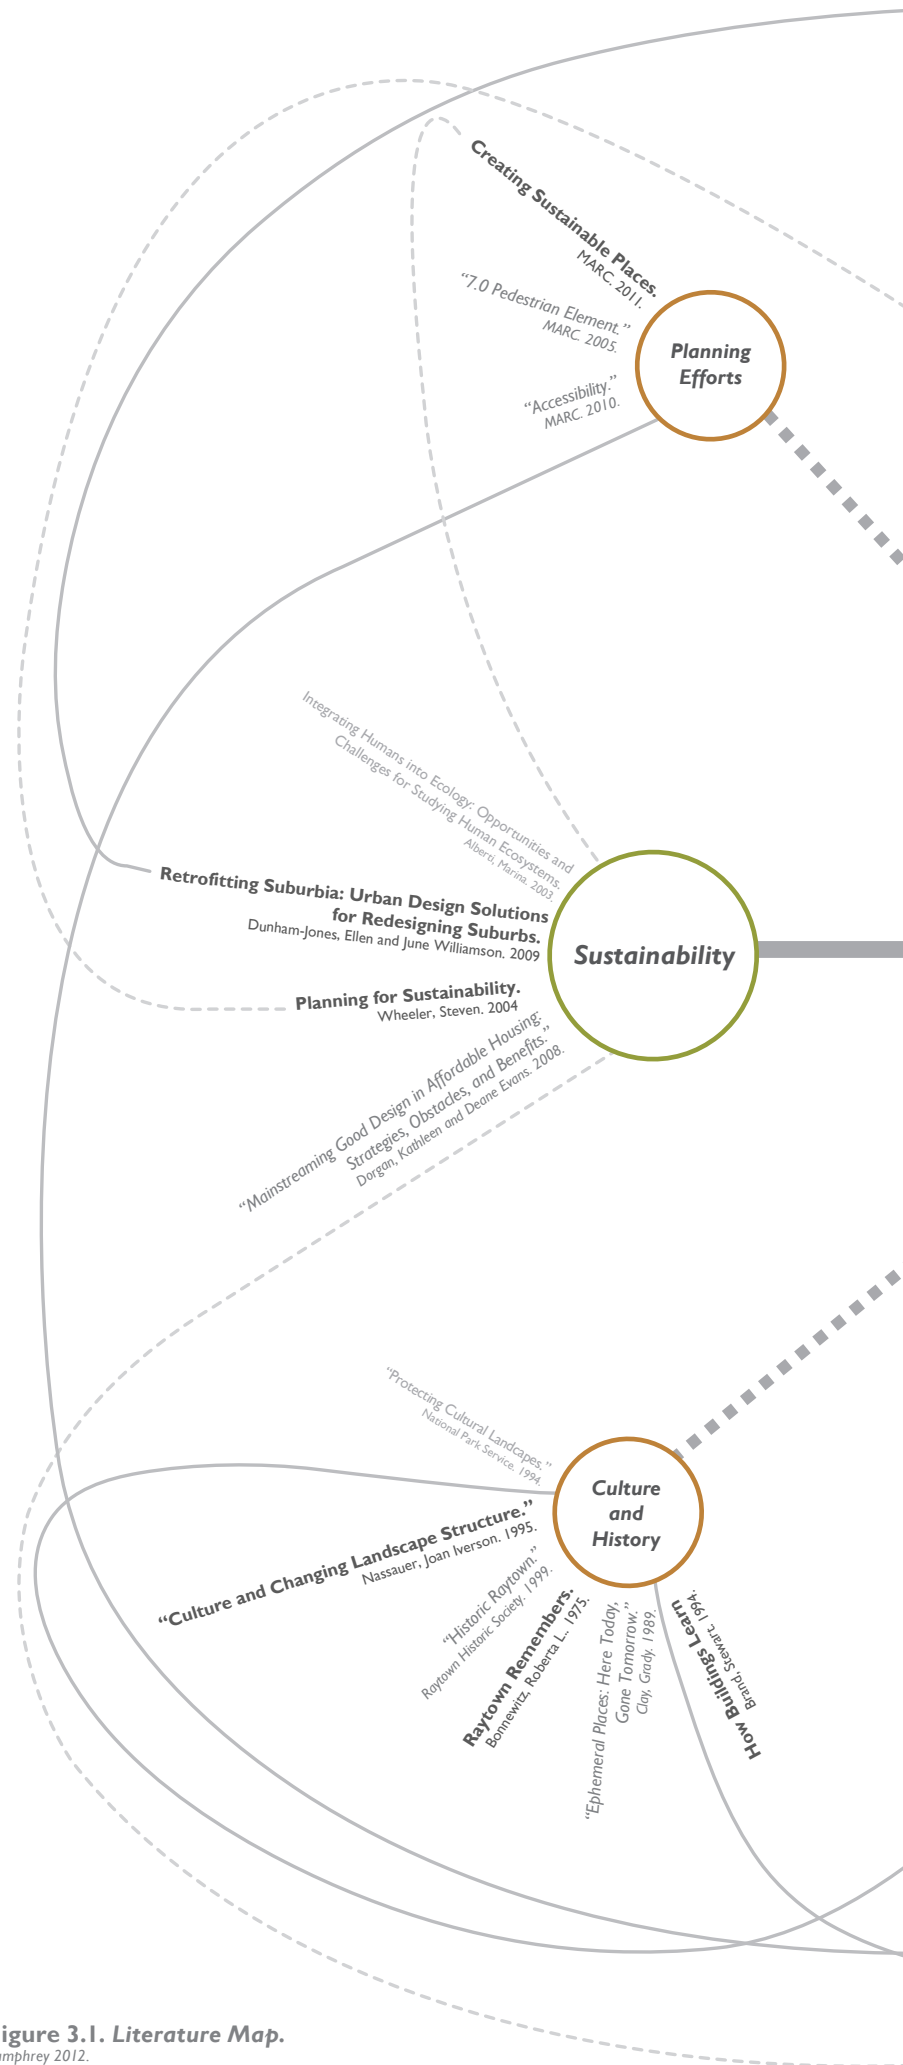 Creating Sustainable Places.
MARC. 2011.
“7.0 Pedestrian Element.”
MARC. 2005.
“Accessibility.”
MARC. 2010.
Planning
Efforts
Integrating Humans into Ecology: Opportunities and
Challenges for Studying Human Ecosystems.
Alberti, Marina. 2003.
Retrofitting Suburbia: Urban Design Solutions
for Redesigning Suburbs.
Dunham-Jones, Ellen and June Williamson. 2009
Sustainability
Planning for Sustainability.
Wheeler, Steven. 2004
“Mainstreaming Good Design in Affordable Housing:
Strategies, Obstacles, and Benefits.”
Dorgan, Kathleen and Deane Evans. 2008.
“Protecting Cultural Landcapes.”
National Park Service. 1994.
Culture
and
History
“Culture and Changing Landscape Structure.”
Nassauer, Joan Iverson. 1995.
“Historic Raytown.”
Raytown Historic Society. 1999.
Raytown Remembers.
Bonnewitz, Roberta L.. 1975.
“Ephemeral Places: Here Today,
Gone Tomorrow.”
Clay, Grady. 1989.
How Buildings Learn
Brand, Stewart. 1994.
igure 3.1. Literature Map.
mphrey 2012.